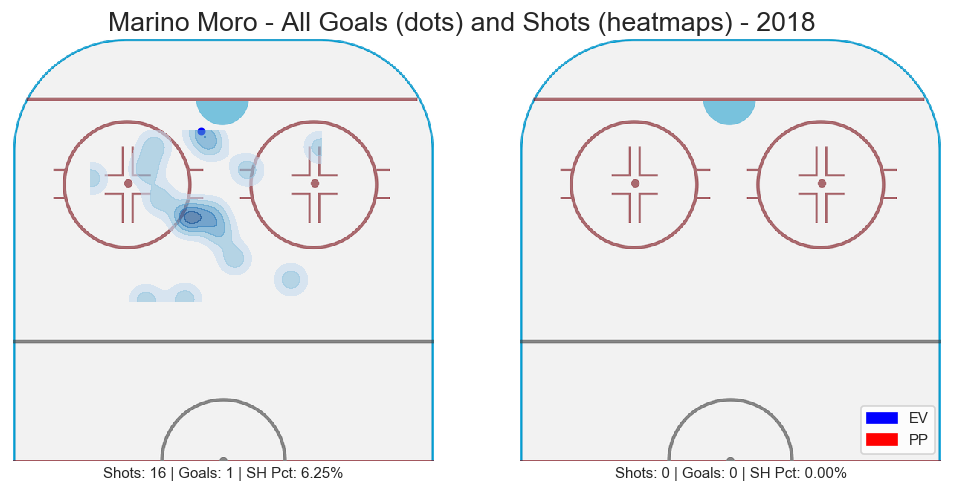 Marino Moro - All Goals (dots) and Shots (heatmaps) - 2018
EV
PP
Shots: 16 | Goals: 1 | SH Pct: 6.25%
Shots: 0 | Goals: 0 | SH Pct: 0.00%